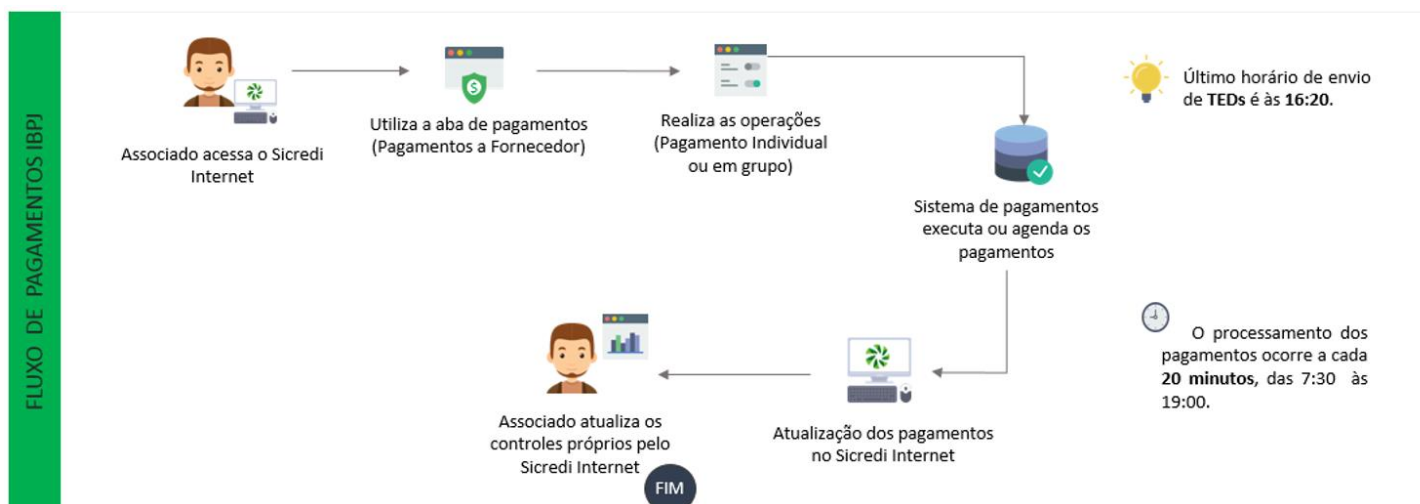 FLUXO DE PAGAMENTOS IBPJ
Associado acessa o Sicredi
Internet
Utiliza a aba de pagamentos
(Pagamentos a Fornecedor)
Realiza as operações
(Pagamento Individual
ou em grupo)
Último horário de envio
de TEDs é às 16:20.
Sistema de pagamentos
executa ou agenda os
pagamentos
O processamento dos
pagamentos ocorre a cada
20 minutos, das 7:30 às
19:00.
Atualização dos pagamentos
no Sicredi Internet
Associado atualiza os
controles próprios pelo
Sicredi Internet
FIM